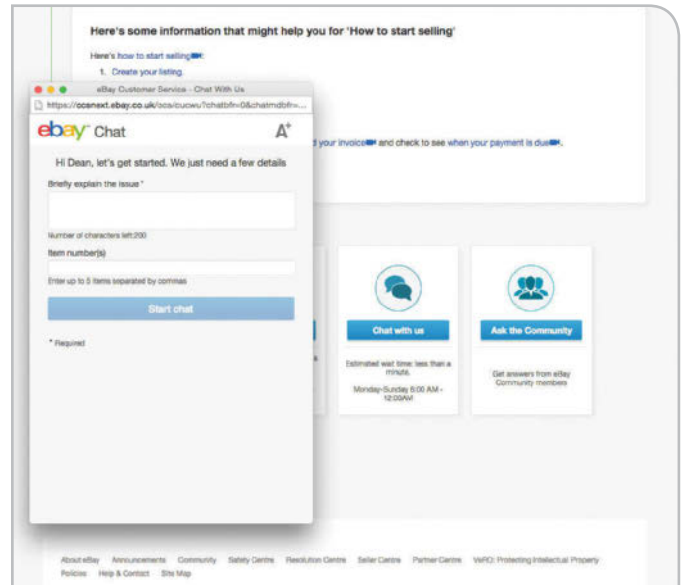 Here's some information that might help you for 'How to start selling'
Here's how to start selling:
1. Create your listing.
eBay Customer Service - Chat With Us
https://ocsnext.ebay.co.uk/ocs/cucwu?chatbfr=0&chatmdbfr=...
ebay Chat
A+
your invoice and check to see when your payment is due.
Hi Dean, let's get started. We just need a few details
Briefly explain the issue *
Number of characters left:200
Item number(s)
Enter up to 5 items separated by commas
Start chat
* Required
Chat with us
Estimated wait time: less than a
minute.
Monday-Sunday 8:00 AM -
12:00AM
Ask the Community
Get answers from eBay
Community members
About eBay Announcements Community Safety Centre Resolution Centre Seller Centre Partner Centre VeRO: Protecting Intellectual Property
Policies Help & Contact Site Map